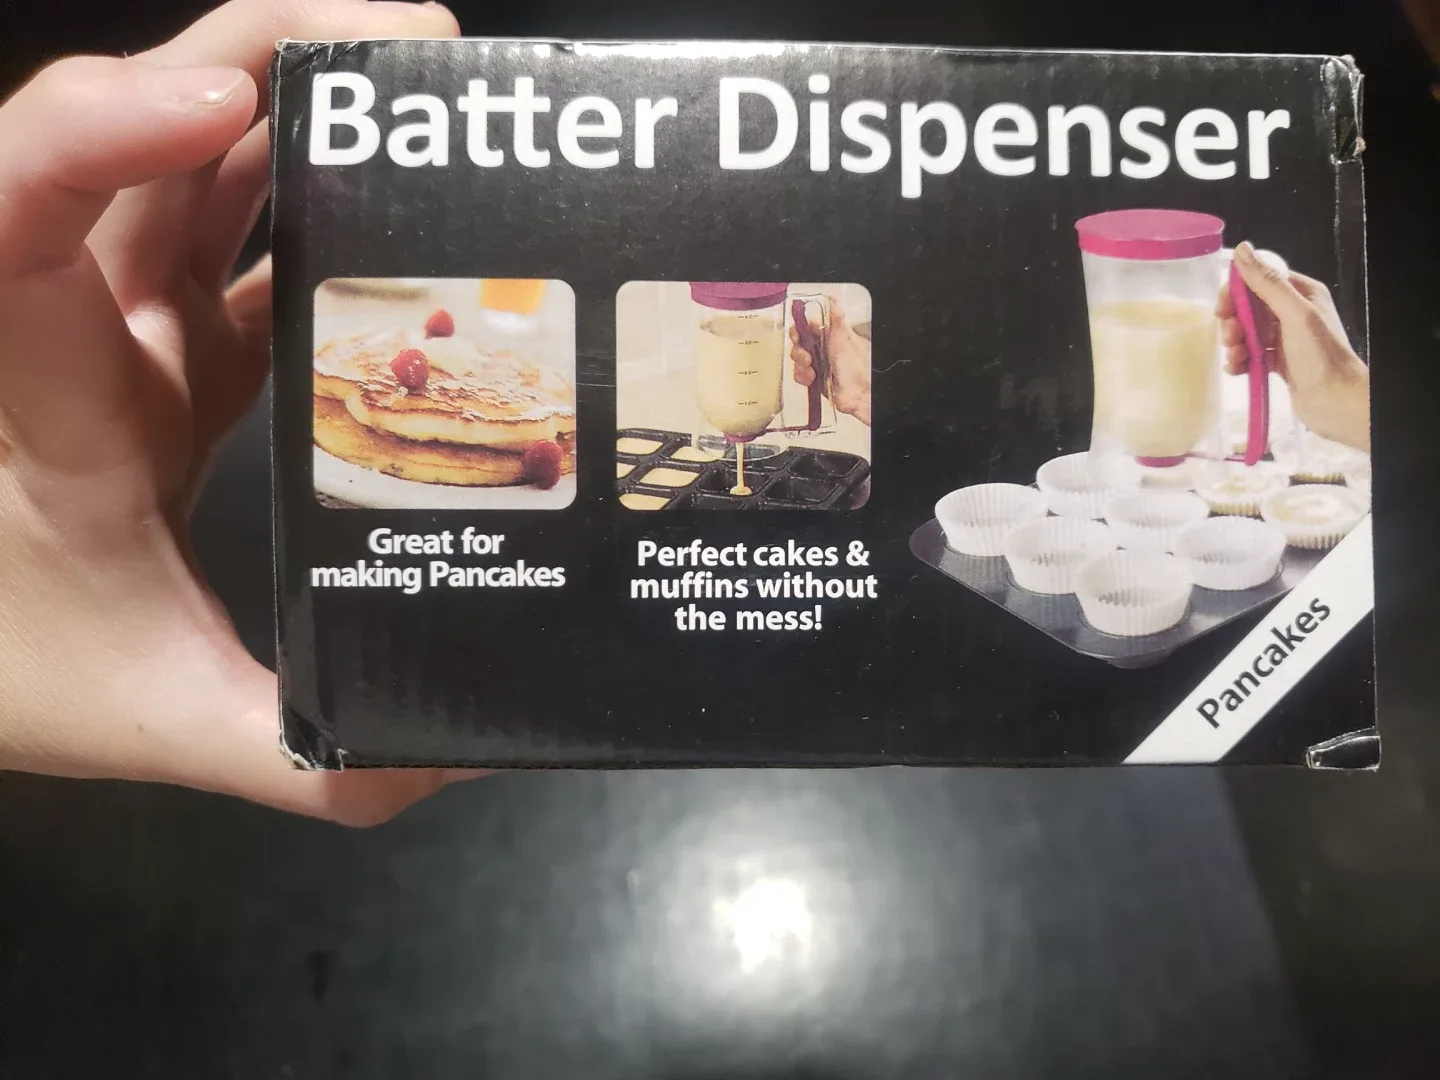 Batter Dispenser
Great for
making Pancakes
Perfect cakes &
muffins without
the mess!
Pancakes